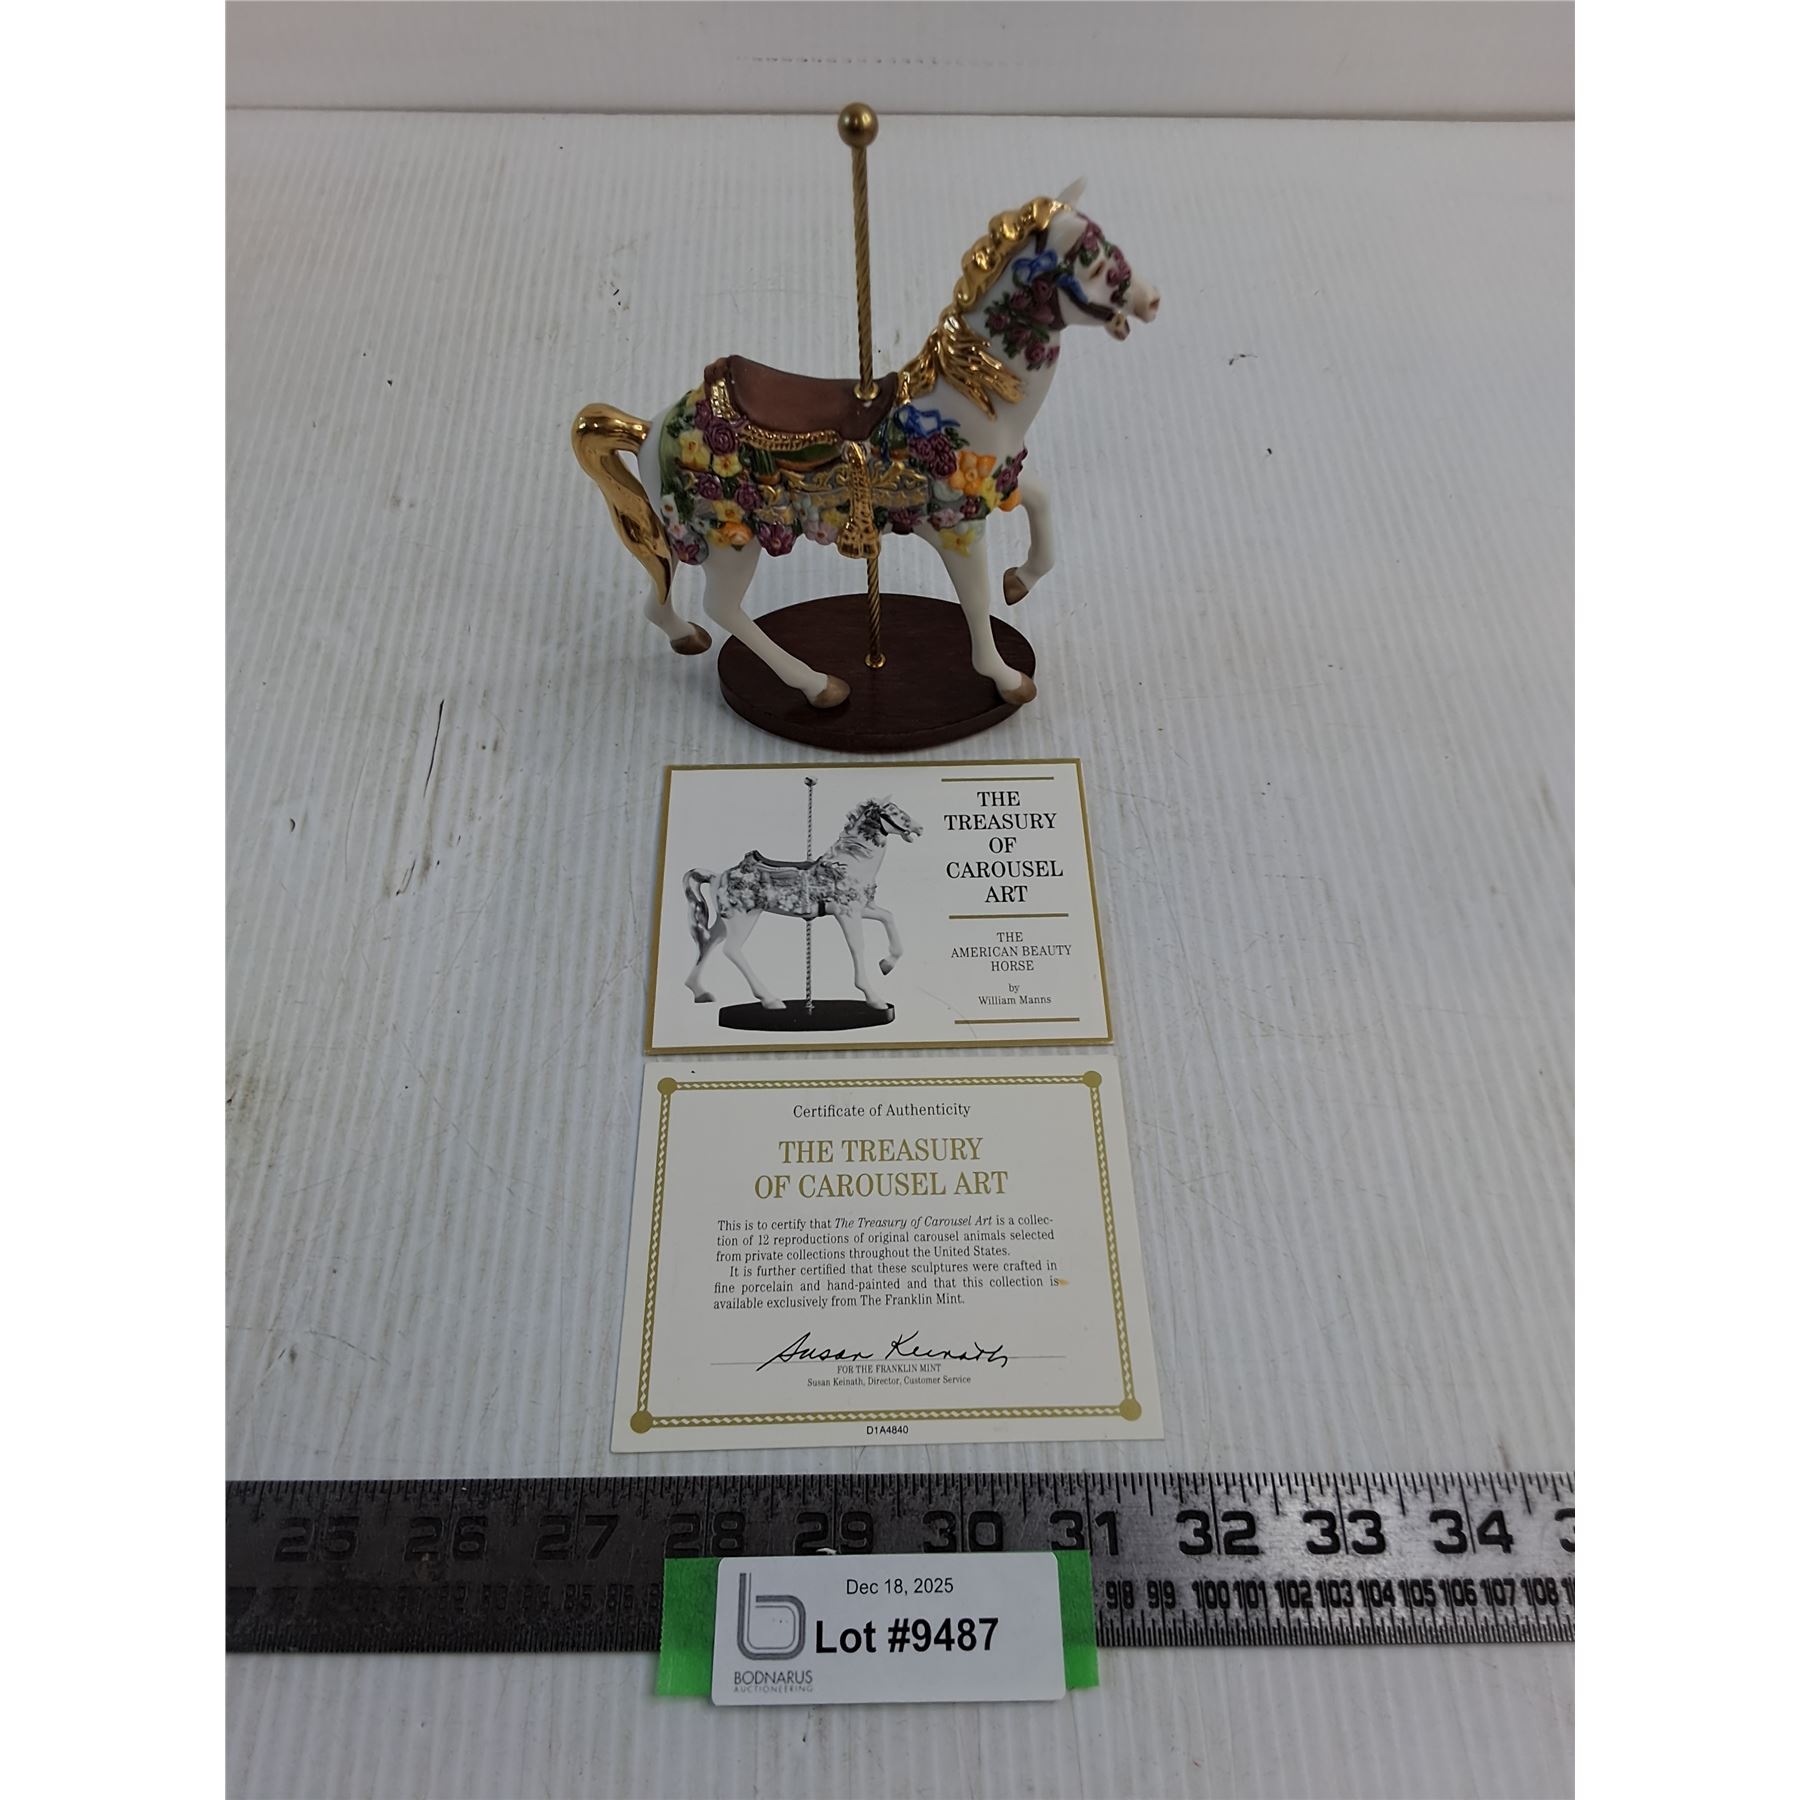 THE
TREASURY
OF
CAROUSEL
ART
THE
AMERICAN BEAUTY
HORSE
by
William Manns
Certificate of Authenticity
THE TREASURY
OF CAROUSEL ART
This is to certify that The Treasury of Carousel Art is a collec-
tion of 12 reproductions of original carousel animals selected
from private collections throughout the United States.
It is further certified that these sculptures were crafted in
fine porcelain and hand-painted and that this collection is
available exclusively from The Franklin Mint.
Susan Keinath
FOR THE FRANKLIN MINT
Susan Keinath, Director, Customer Service
D1A4840
25 26 27 28 29 30 31 32 33 34
98 99 100 101 102 103 104 105 106 107 108
Dec 18, 2025
Lot #9487
BODNARUS
AUCTIONEERING